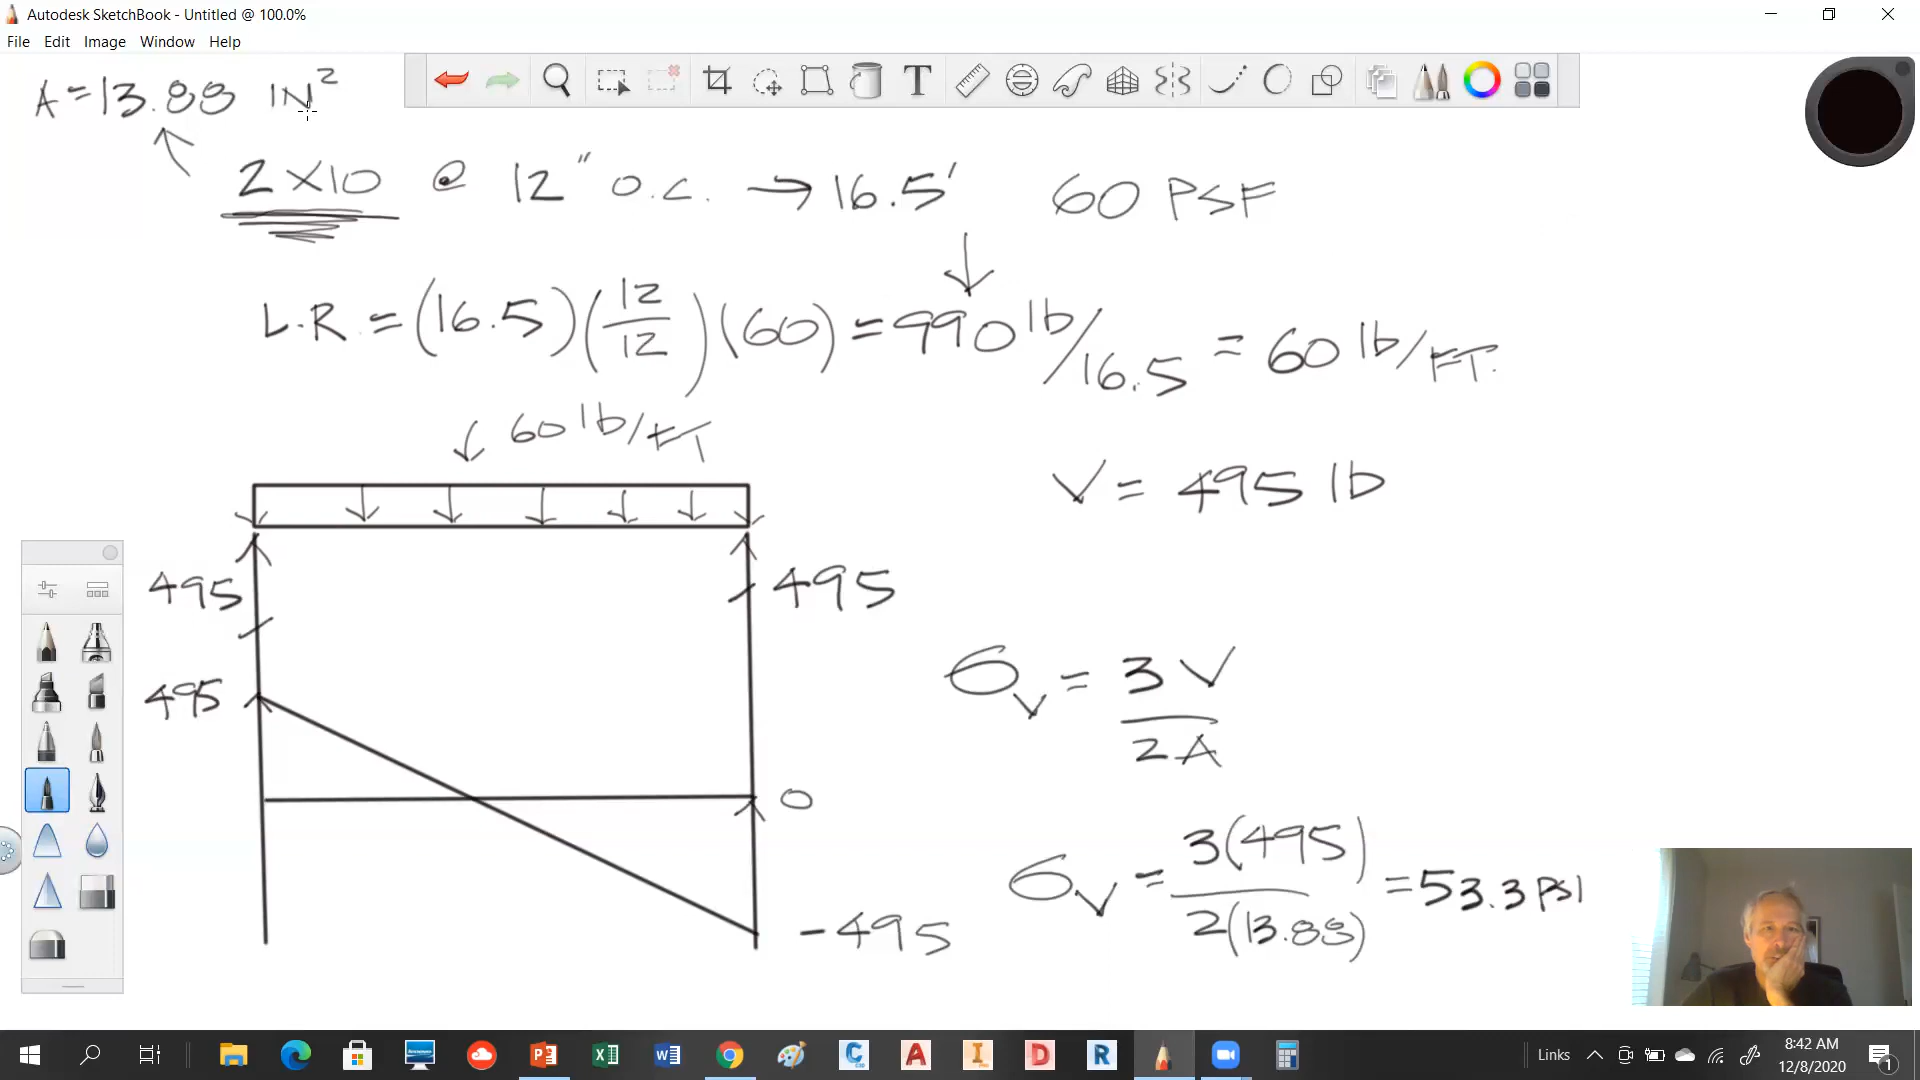 Autodesk SketchBook - Untitled @ 100.0%
File Edit Image Window Help
A = 13.88 IN²
2 X 10 @ 12" O.C. → 16.5' 60 PSF
L.R = (16.5)(12/12)(60) = 990 lb/16.5 = 60 lb/FT.
↓ 60 lb/FT
V = 495 lb
495
495
495
0
-495
σv = 3V/2A
σv = 3(495)/2(13.88) = 53.3 PSI
T
Links
8:42 AM
12/8/2020
1